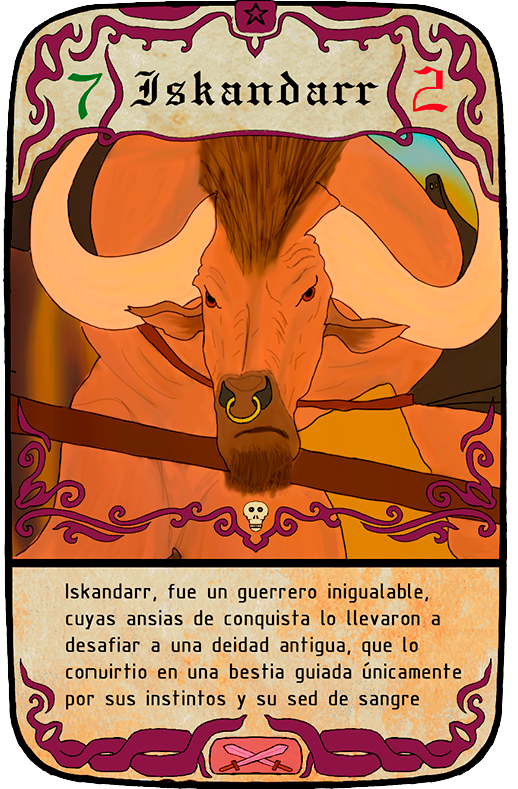 7 Iskandarr 2
Iskandarr, fue un guerrero inigualable,
cuyas ansias de conquista lo llevaron a
desafiar a una deidad antigua, que lo
convirtio en una bestia guiada únicamente
por sus instintos y su sed de sangre